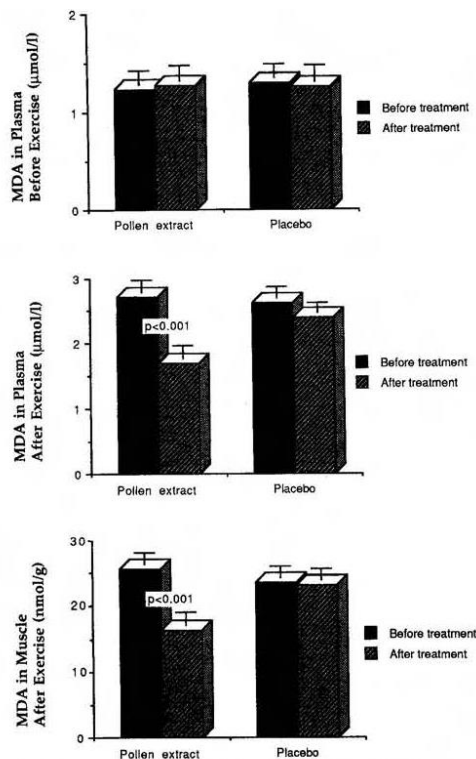 MDA in Plasma
Before Exercise (μmol/l)
2
1
0
Pollen extract
Placebo
Before treatment
After treatment
MDA in Plasma
After Exercise (μmol/l)
3
2
1
0
p<0.001
Pollen extract
Placebo
Before treatment
After treatment
MDA in Muscle
After Exercise (nmol/g)
30
20
10
0
p<0.001
Pollen extract
Placebo
Before treatment
After treatment